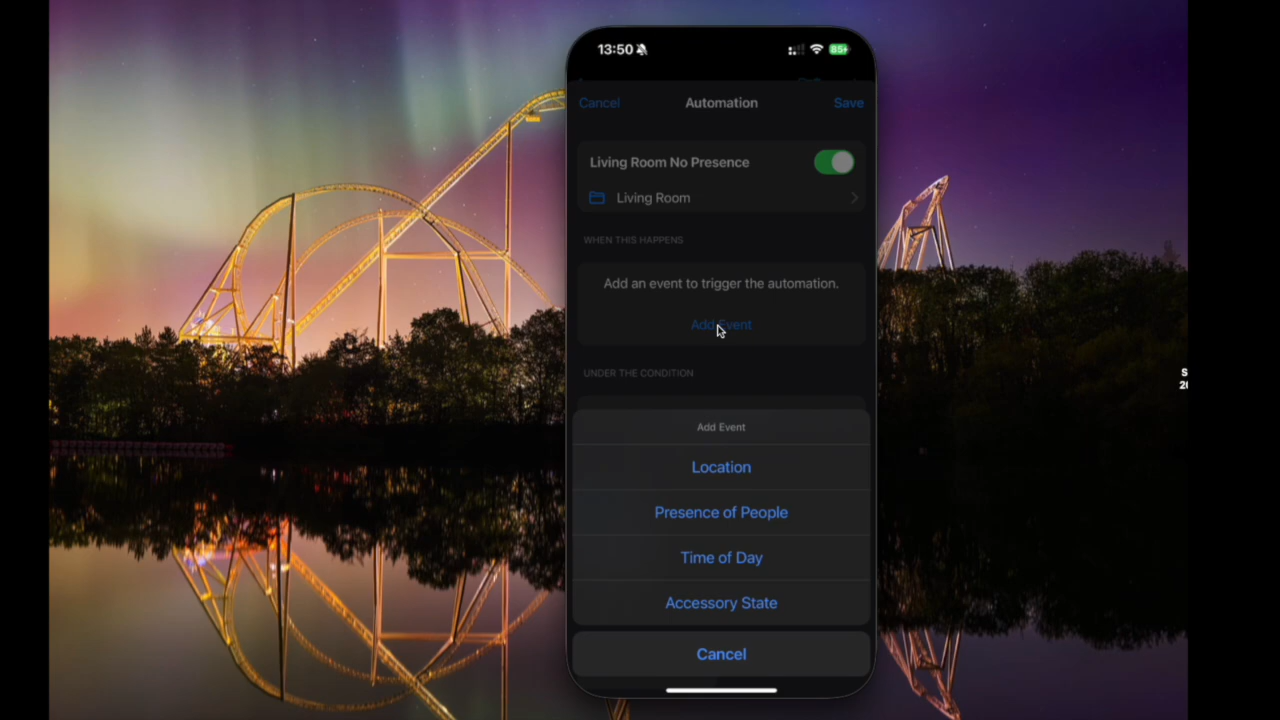 13:50
85+
Cancel
Automation
Save
Living Room No Presence
Living Room
WHEN THIS HAPPENS
Add an event to trigger the automation.
Add Event
UNDER THE CONDITION
Add Event
Location
Presence of People
Time of Day
Accessory State
Cancel